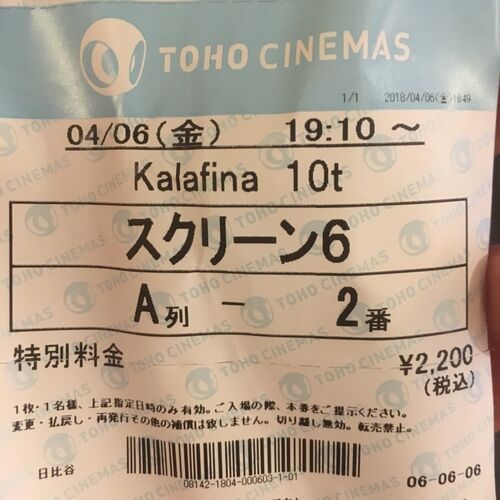 TOHO CINEMAS
1/1 2018/04/06(金)18:49
04/06(金) 19:10 ～
Kalafina 10t
スクリーン6
A列 － 2番
特別料金 ¥2,200
(税込)
1枚・1名様、上記指定日時のみ有効。ご入場の際、本券をご提示ください。
変更・払戻し・再発行その他の補償は致しません。切り離し無効。転売禁止。
日比谷
08142-1804-000603-1-01
06-06-06